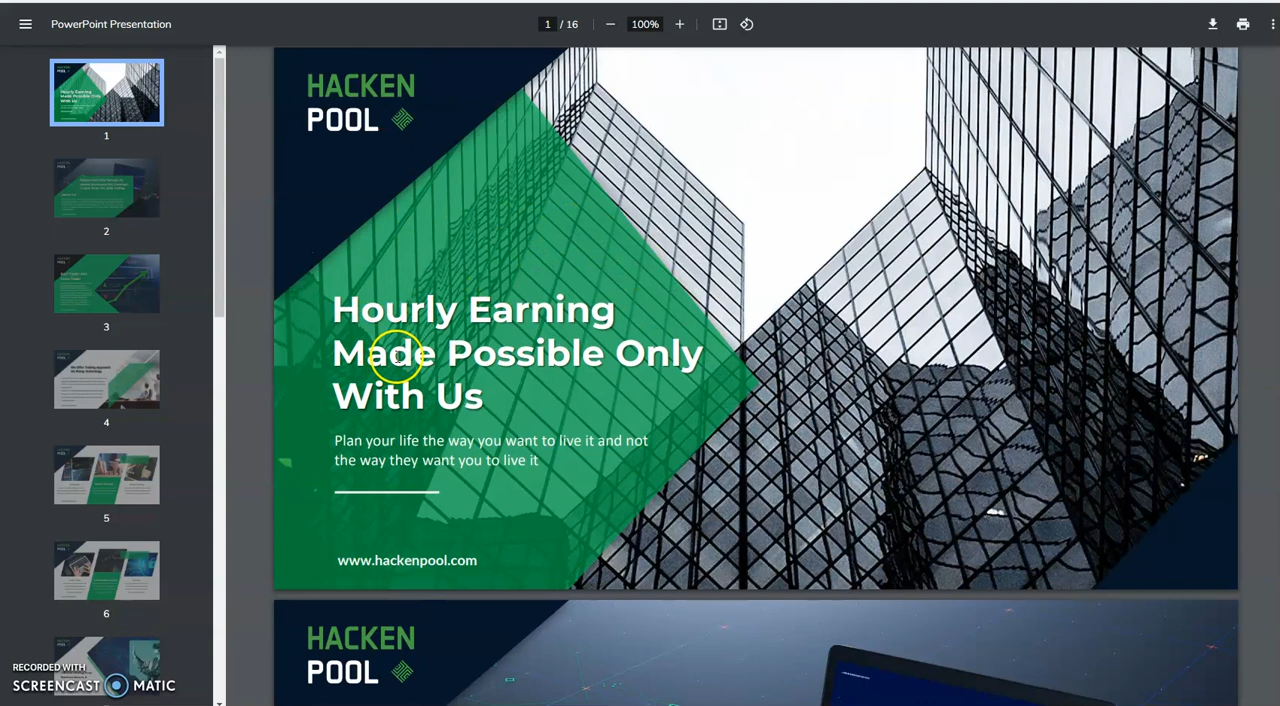 PowerPoint Presentation
1 / 16
100%
1
2
3
4
5
6
HACKEN
POOL
Hourly Earning
Made Possible Only
With Us
Plan your life the way you want to live it and not
the way they want you to live it
www.hackenpool.com
HACKEN
POOL
RECORDED WITH
SCREENCAST MATIC